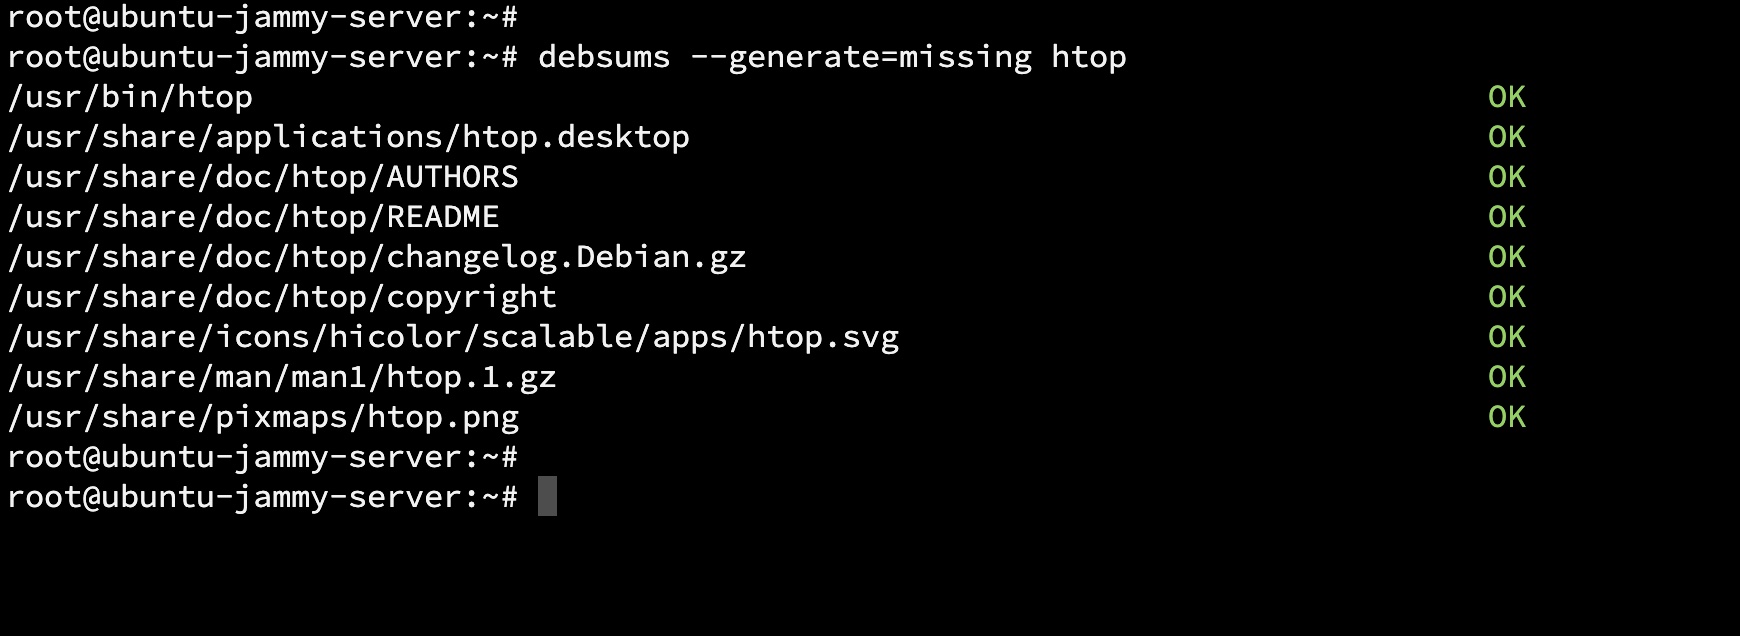 root@ubuntu-jammy-server:~#
root@ubuntu-jammy-server:~# debsums --generate=missing htop
/usr/bin/htop OK
/usr/share/applications/htop.desktop OK
/usr/share/doc/htop/AUTHORS OK
/usr/share/doc/htop/README OK
/usr/share/doc/htop/changelog.Debian.gz OK
/usr/share/doc/htop/copyright OK
/usr/share/icons/hicolor/scalable/apps/htop.svg OK
/usr/share/man/man1/htop.1.gz OK
/usr/share/pixmaps/htop.png OK
root@ubuntu-jammy-server:~#
root@ubuntu-jammy-server:~#